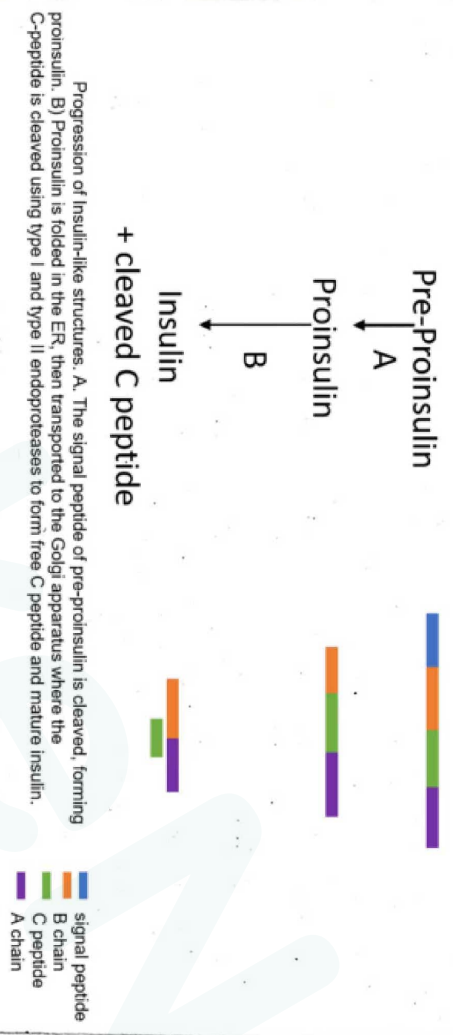 Pre-Proinsulin
A
Proinsulin
B
Insulin
+ cleaved C peptide
signal peptide
B chain
C peptide
A chain
Progression of Insulin-like structures. A. The signal peptide of pre-proinsulin is cleaved, forming
proinsulin. B) Proinsulin is folded in the ER, then transported to the Golgi apparatus where the
C-peptide is cleaved using type I and type II endoproteases to form free C peptide and mature insulin.